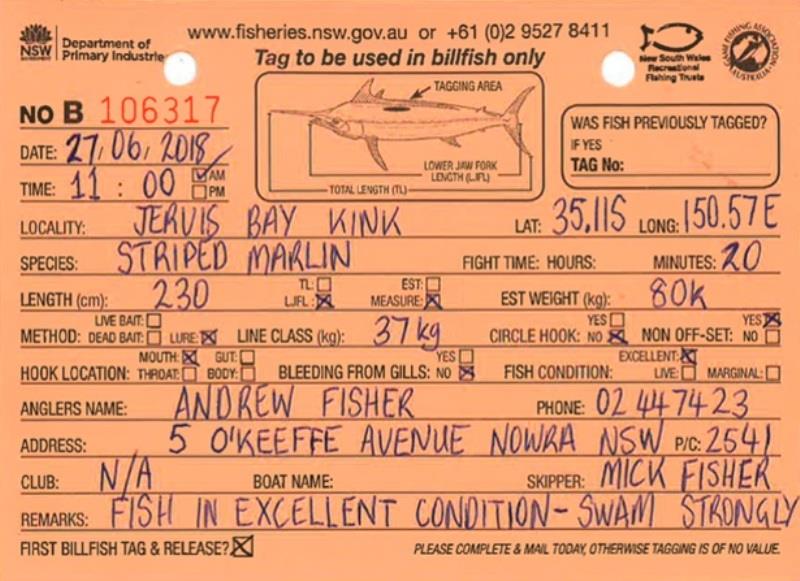 www.fisheries.nsw.gov.au or +61 (0)2 9527 8411
NSW GOVERNMENT Department of Primary Industries
Tag to be used in billfish only
New South Wales Recreational Fishing Trusts
GAME FISHING ASSOCIATION AUSTRALIA
TAGGING AREA
LOWER JAW FORK LENGTH (LJFL)
TOTAL LENGTH (TL)
NO B 106317
WAS FISH PREVIOUSLY TAGGED?
IF YES
TAG No:
DATE: 27/06/2018
TIME: 11 : 00 AM PM
LOCALITY: JERVIS BAY KINK LAT: 35.11S LONG: 150.57E
SPECIES: STRIPED MARLIN FIGHT TIME: HOURS: MINUTES: 20
LENGTH (cm): 230 TL: LJFL: EST: MEASURE: EST WEIGHT (kg): 80K
METHOD: LIVE BAIT: DEAD BAIT: LURE: LINE CLASS (kg): 37kg CIRCLE HOOK: YES NO NON OFF-SET: YES NO
HOOK LOCATION: MOUTH: GUT: THROAT: BODY: BLEEDING FROM GILLS: YES NO FISH CONDITION: EXCELLENT: LIVE: MARGINAL:
ANGLERS NAME: ANDREW FISHER PHONE: 02 447423
ADDRESS: 5 O'KEEFFE AVENUE NOWRA NSW P/C: 2541
CLUB: N/A BOAT NAME: SKIPPER: MICK FISHER
REMARKS: FISH IN EXCELLENT CONDITION - SWAM STRONGLY
FIRST BILLFISH TAG & RELEASE? PLEASE COMPLETE & MAIL TODAY, OTHERWISE TAGGING IS OF NO VALUE.